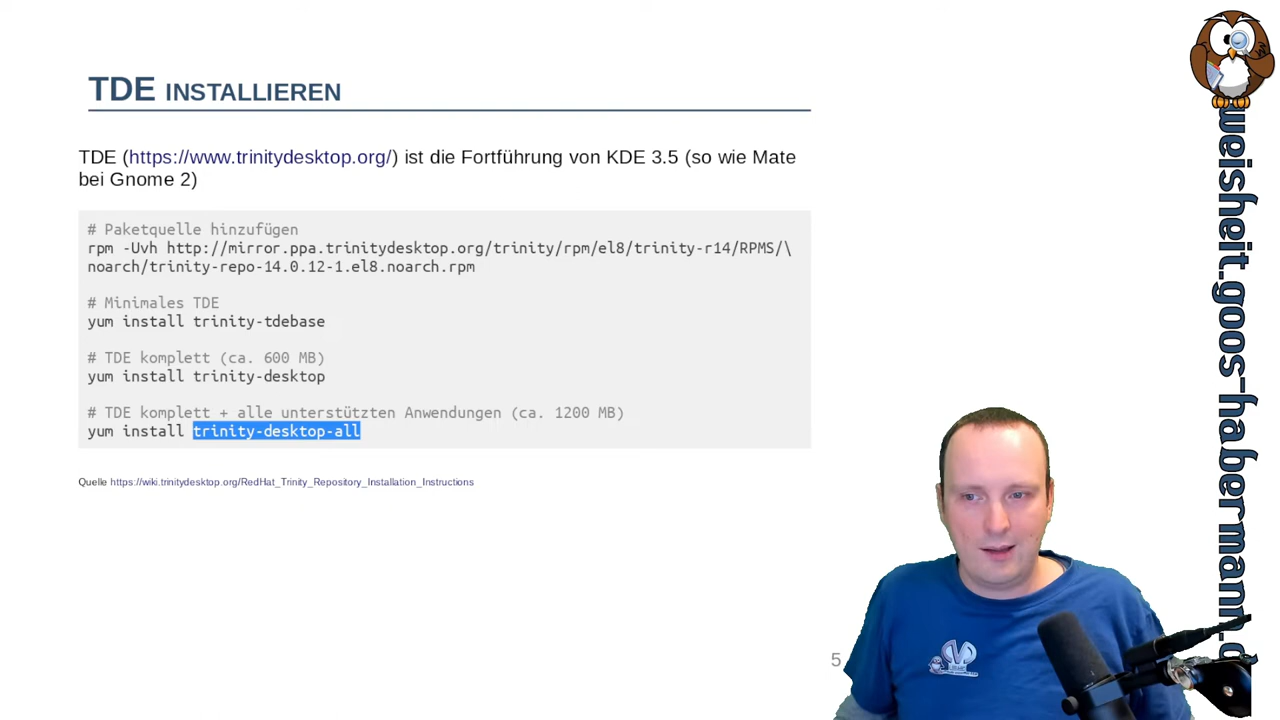 TDE INSTALLIEREN
TDE (https://www.trinitydesktop.org/) ist die Fortführung von KDE 3.5 (so wie Mate
bei Gnome 2)
# Paketquelle hinzufügen
rpm -Uvh http://mirror.ppa.trinitydesktop.org/trinity/rpm/el8/trinity-r14/RPMS/\
noarch/trinity-repo-14.0.12-1.el8.noarch.rpm
# Minimales TDE
yum install trinity-tdebase
# TDE komplett (ca. 600 MB)
yum install trinity-desktop
# TDE komplett + alle unterstützten Anwendungen (ca. 1200 MB)
yum install trinity-desktop-all
Quelle https://wiki.trinitydesktop.org/RedHat_Trinity_Repository_Installation_Instructions
5
weisheit.goos-habermann.d